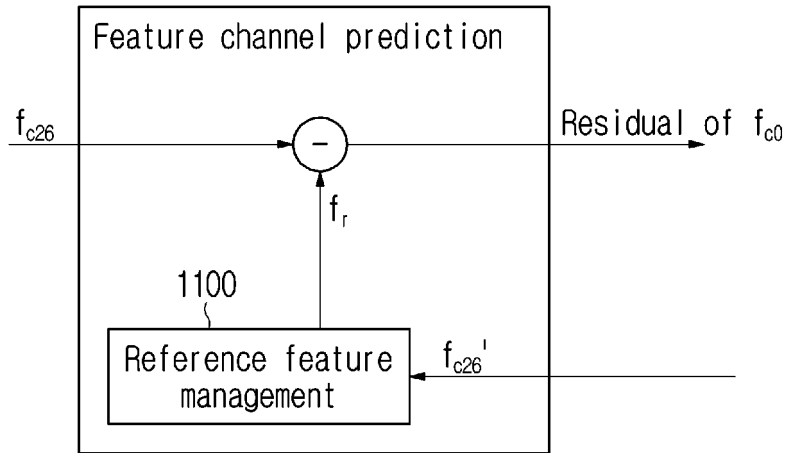 Feature channel prediction
f_c26
−
Residual of f_c0
f_r
1100
Reference feature
management
f_c26'